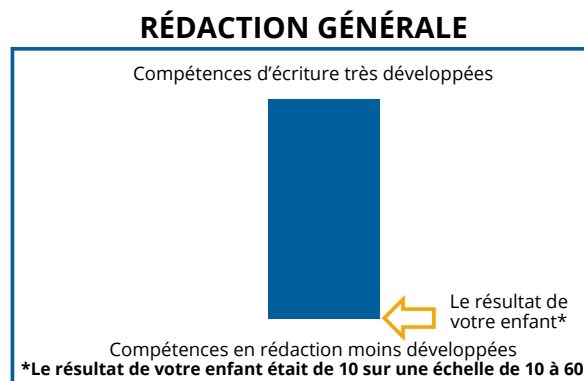 RÉDACTION GÉNÉRALE
Compétences d’écriture très développées
Le résultat de
votre enfant*
Compétences en rédaction moins développées
*Le résultat de votre enfant était de 10 sur une échelle de 10 à 60